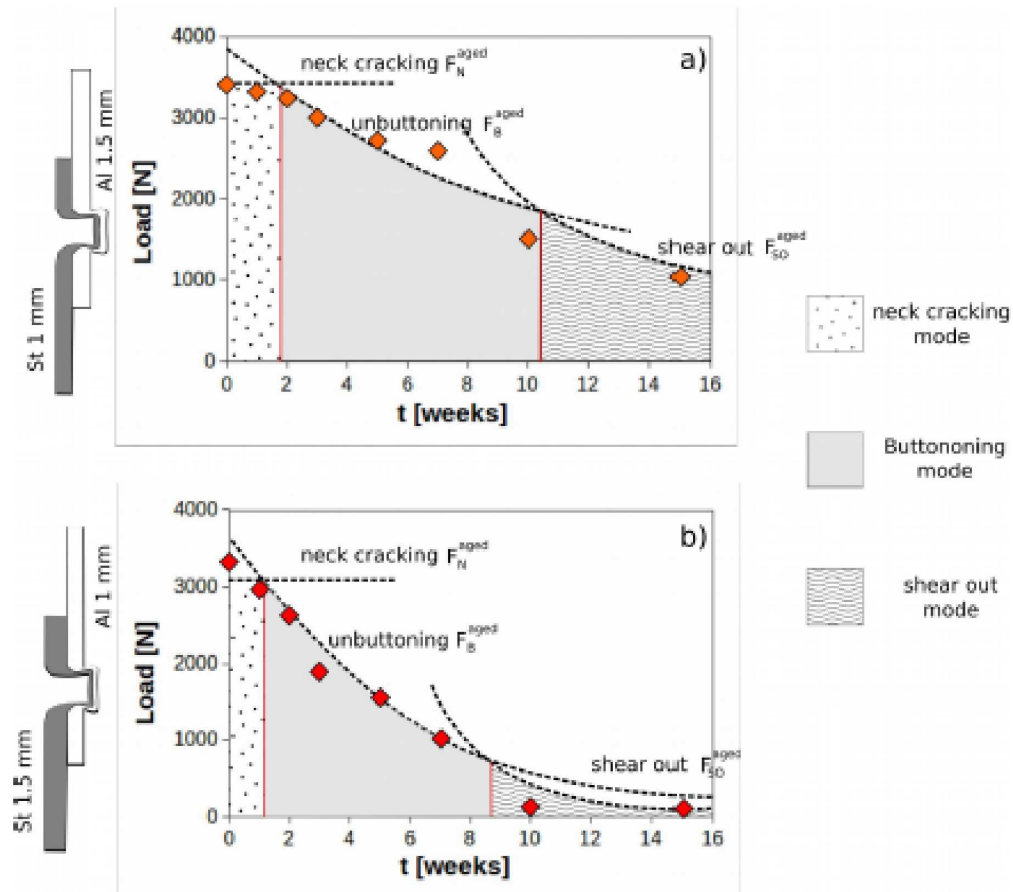 a)
neck cracking F_N^aged
unbuttoning F_B^aged
shear out F_SO^aged
Load [N]
4000
3000
2000
1000
0
0 2 4 6 8 10 12 14 16
t [weeks]
Al 1.5 mm
St 1 mm
neck cracking
mode
Buttononing
mode
shear out
mode
b)
neck cracking F_N^aged
unbuttoning F_B^aged
shear out F_SO^aged
Load [N]
4000
3000
2000
1000
0
0 2 4 6 8 10 12 14 16
t [weeks]
Al 1 mm
St 1.5 mm